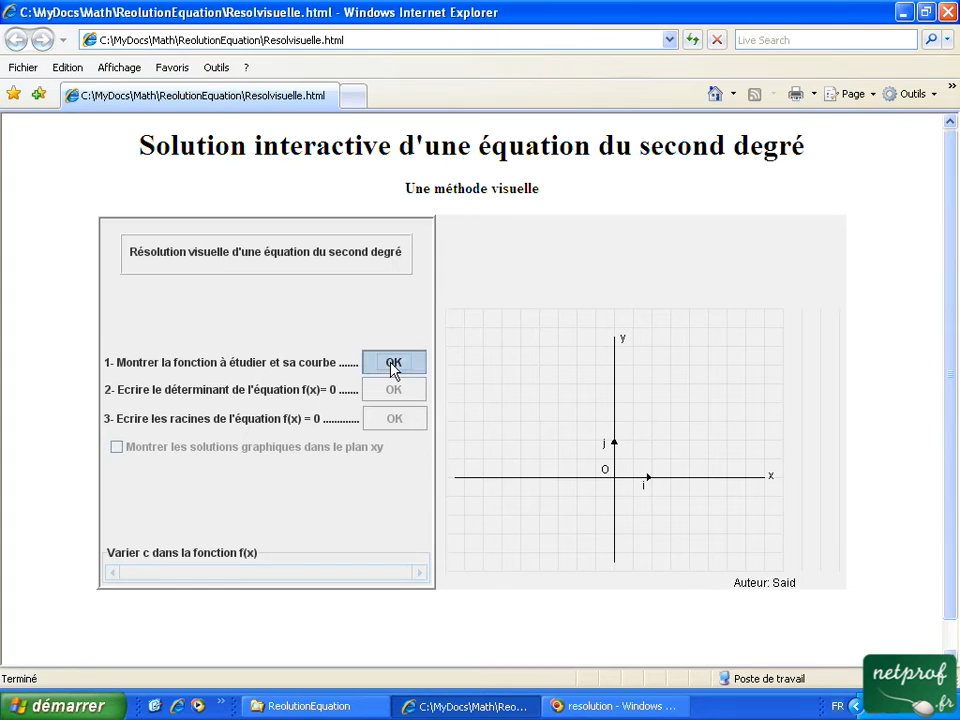 C:\MyDocs\Math\ReolutionEquation\Resolvisuelle.html - Windows Internet Explorer
C:\MyDocs\Math\ReolutionEquation\Resolvisuelle.html
Live Search
Fichier Edition Affichage Favoris Outils ?
C:\MyDocs\Math\ReolutionEquation\Resolvisuelle.html
Page Outils »
Solution interactive d'une équation du second degré
Une méthode visuelle
Résolution visuelle d'une équation du second degré
1- Montrer la fonction à étudier et sa courbe ....... OK
2- Ecrire le déterminant de l'équation f(x)= 0 ....... OK
3- Ecrire les racines de l'équation f(x) = 0 ............. OK
Montrer les solutions graphiques dans le plan xy
Varier c dans la fonction f(x)
y
j
O
x
i
Auteur: Said
Terminé
Poste de travail
netprof
.fr
démarrer
»
ReolutionEquation
C:\MyDocs\Math\Reo...
resolution - Windows ...
FR